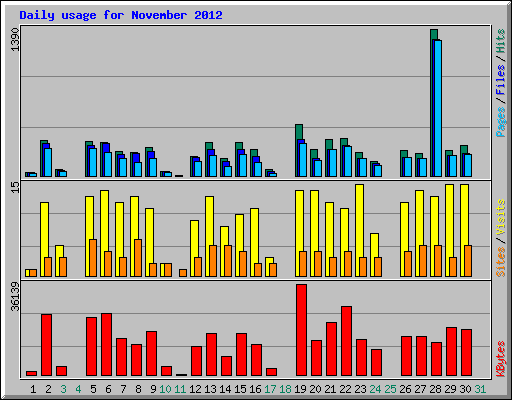 Daily usage for November 2012
1390
Pages / Files / Hits
15
Sites / Visits
36139
KBytes
1 2 3 4 5 6 7 8 9 10 11 12 13 14 15 16 17 18 19 20 21 22 23 24 25 26 27 28 29 30 31